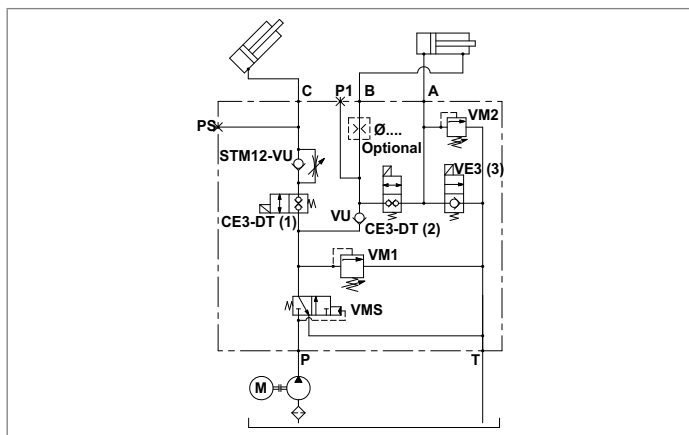 C P1 B A
PS
VM2
Ø....
Optional
STM12-VU
VE3 (3)
CE3-DT (1)
VU
CE3-DT (2)
VM1
VMS
P T
M